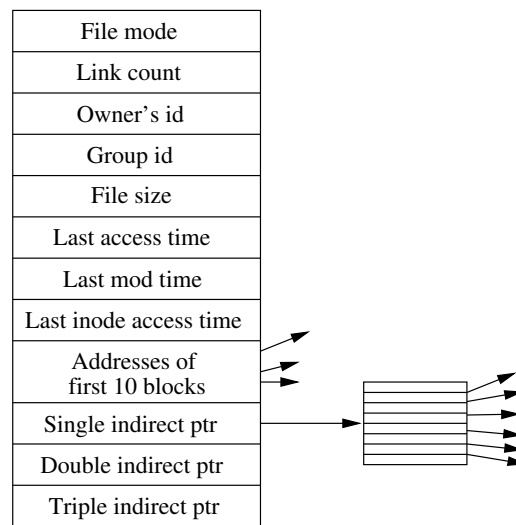 File mode
Link count
Owner's id
Group id
File size
Last access time
Last mod time
Last inode access time
Addresses of
first 10 blocks
Single indirect ptr
Double indirect ptr
Triple indirect ptr